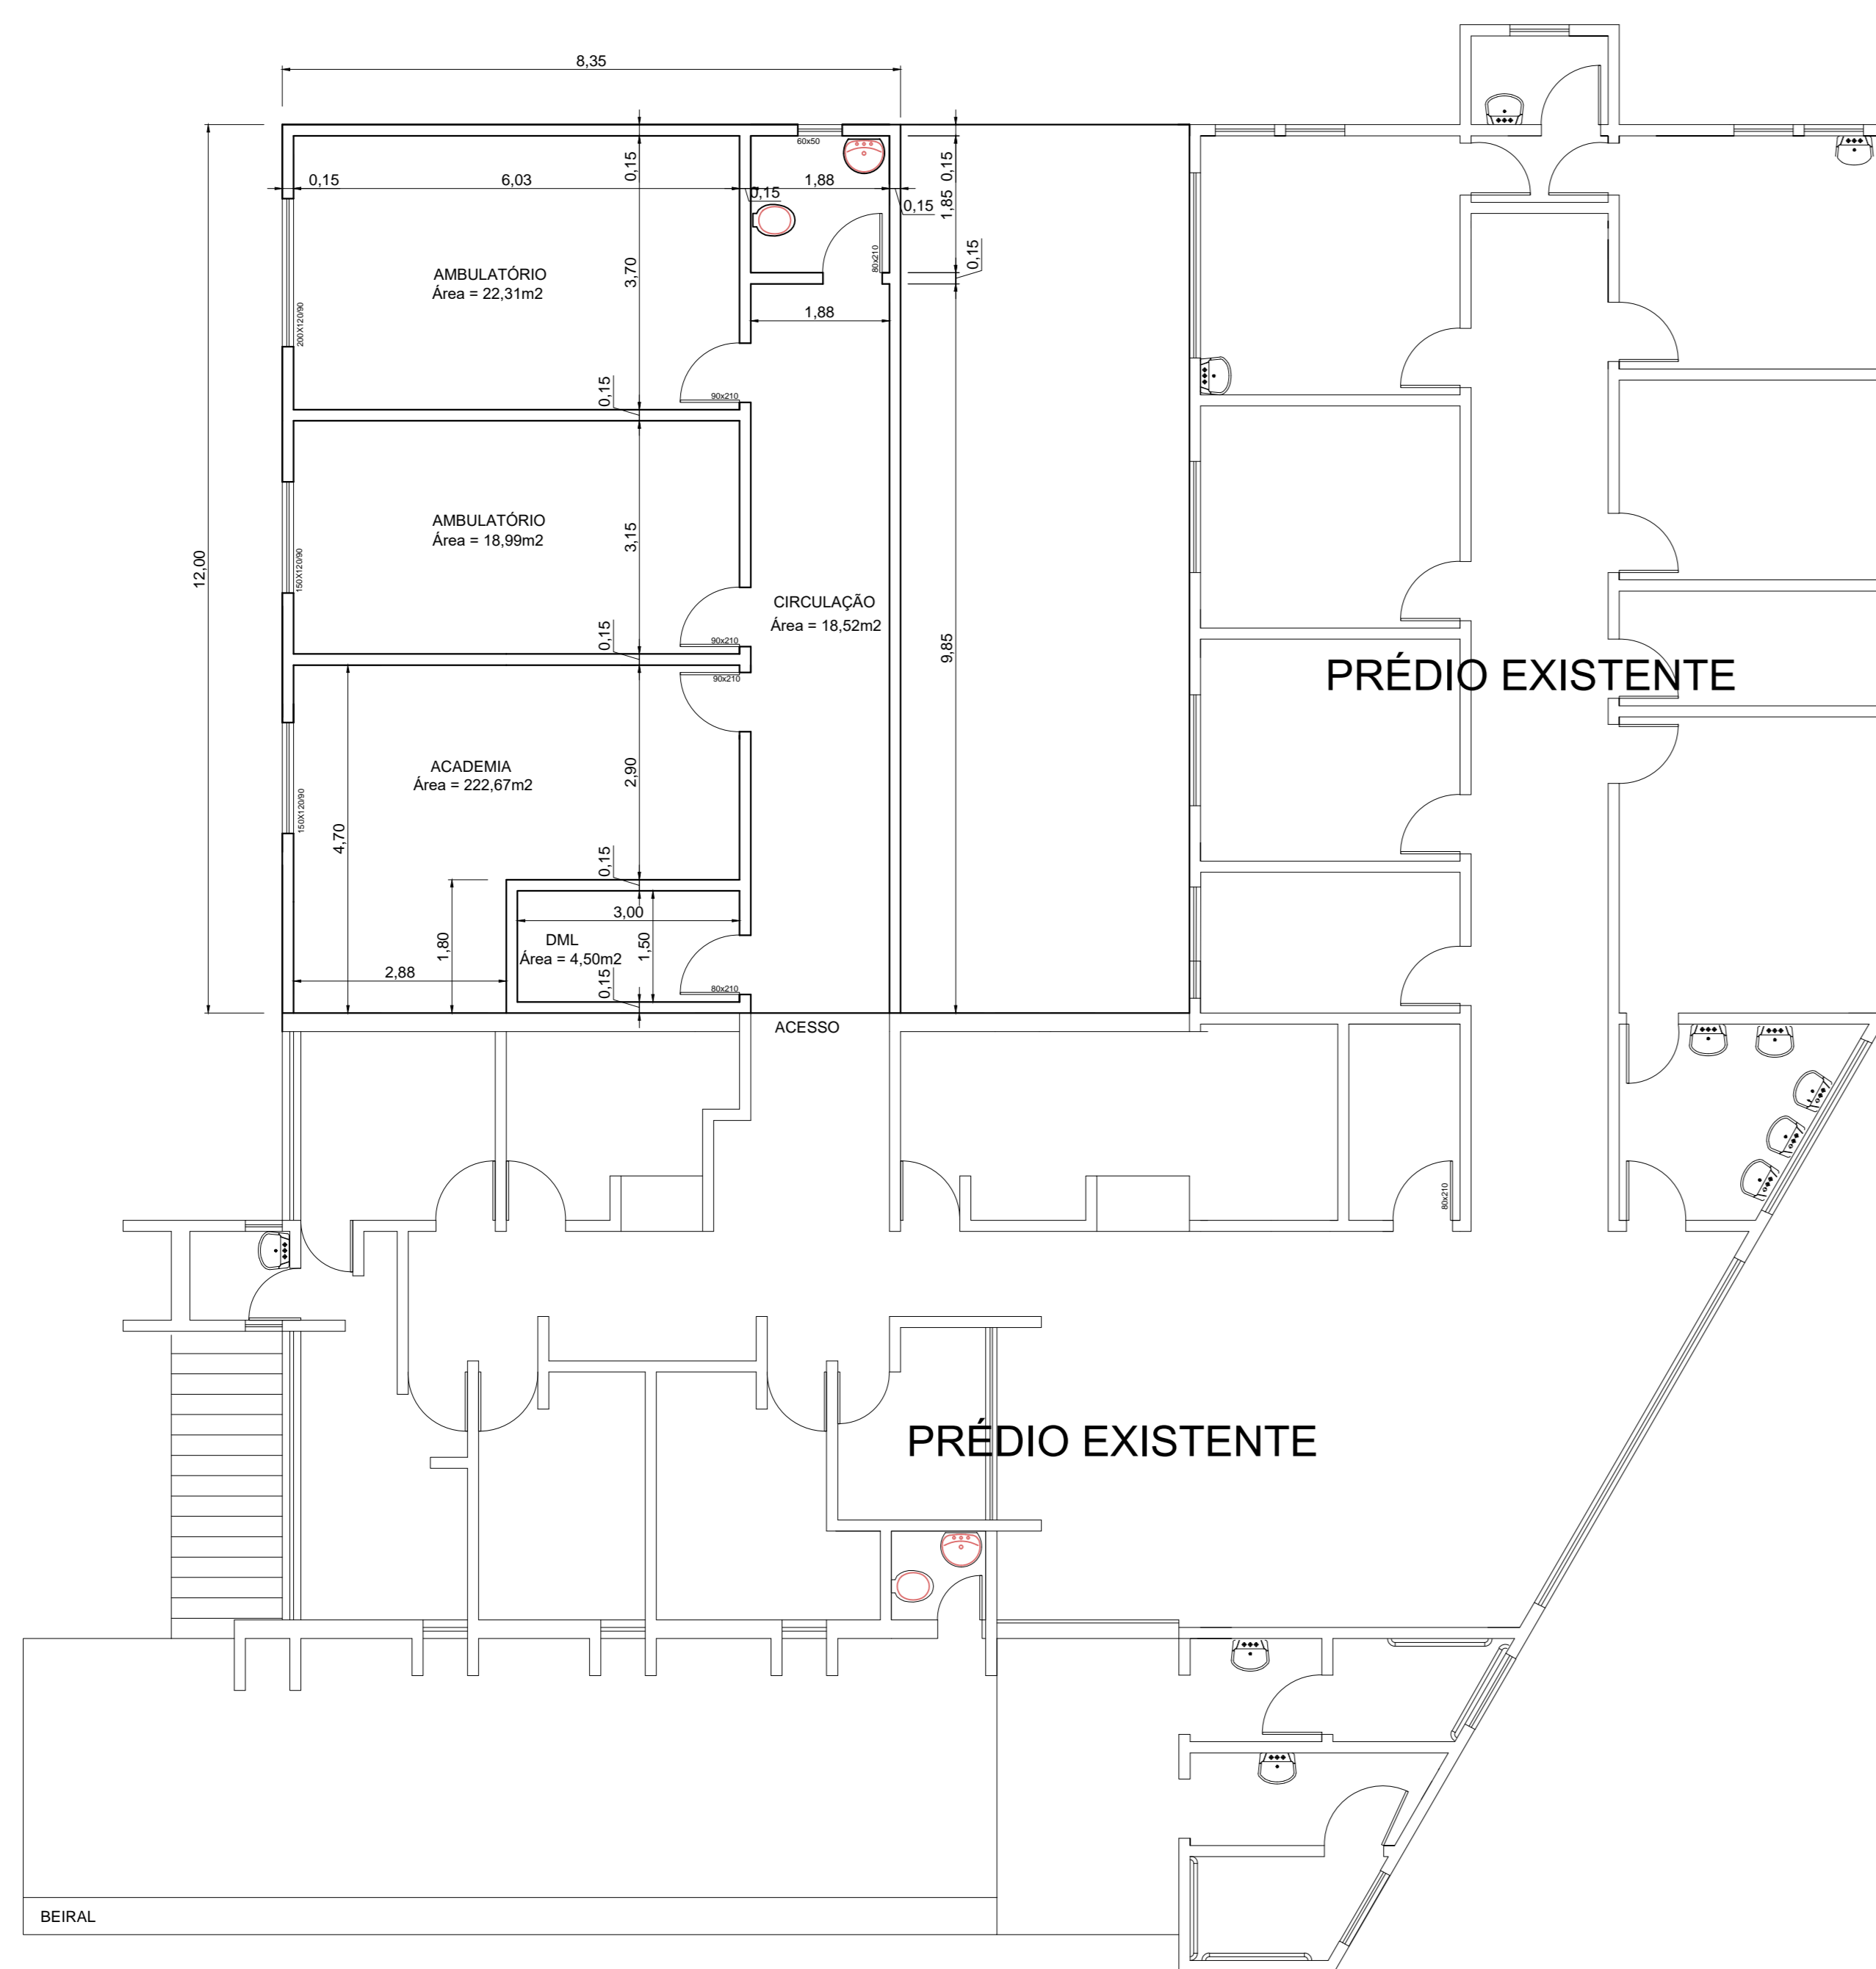 8,35
60x50
0,15
6,03
0,15
0,15
1,88
0,15
0,15
1,85
0,15
80x210
AMBULATÓRIO
Área = 22,31m2
3,70
200X120/90
1,88
0,15
90x210
AMBULATÓRIO
Área = 18,99m2
3,15
12,00
150X120/90
CIRCULAÇÃO
Área = 18,52m2
0,15
90x210
9,85
90x210
PRÉDIO EXISTENTE
ACADEMIA
Área = 222,67m2
2,90
150X120/90
4,70
0,15
3,00
DML
Área = 4,50m2
1,50
1,80
2,88
0,15
80x210
ACESSO
80x210
PRÉDIO EXISTENTE
BEIRAL